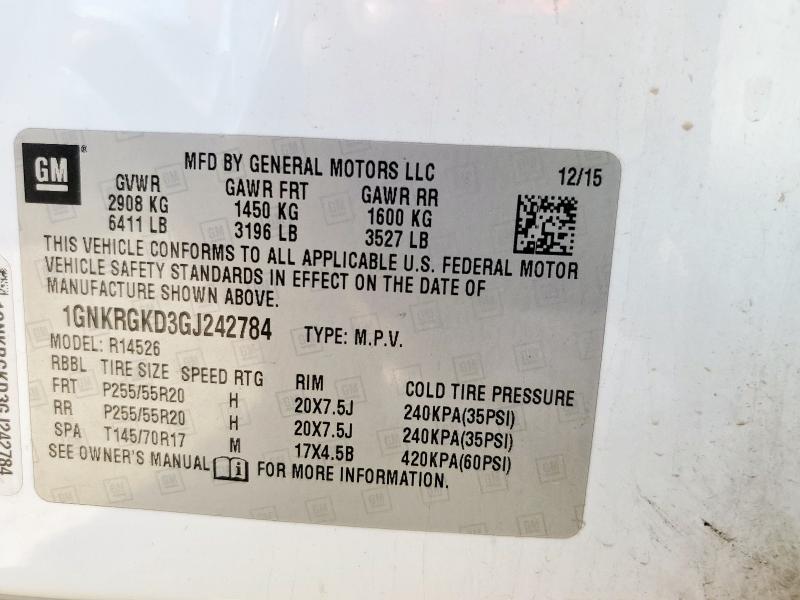 GM ® MFD BY GENERAL MOTORS LLC 12/15
GVWR GAWR FRT GAWR RR
2908 KG 1450 KG 1600 KG
6411 LB 3196 LB 3527 LB
THIS VEHICLE CONFORMS TO ALL APPLICABLE U.S. FEDERAL MOTOR
VEHICLE SAFETY STANDARDS IN EFFECT ON THE DATE OF
MANUFACTURE SHOWN ABOVE.
1GNKRGKD3GJ242784 TYPE: M.P.V.
MODEL: R14526
RBBL TIRE SIZE SPEED RTG RIM COLD TIRE PRESSURE
FRT P255/55R20 H 20X7.5J 240KPA(35PSI)
RR P255/55R20 H 20X7.5J 240KPA(35PSI)
SPA T145/70R17 M 17X4.5B 420KPA(60PSI)
SEE OWNER'S MANUAL FOR MORE INFORMATION.
1GNKRGKD3GJ242784